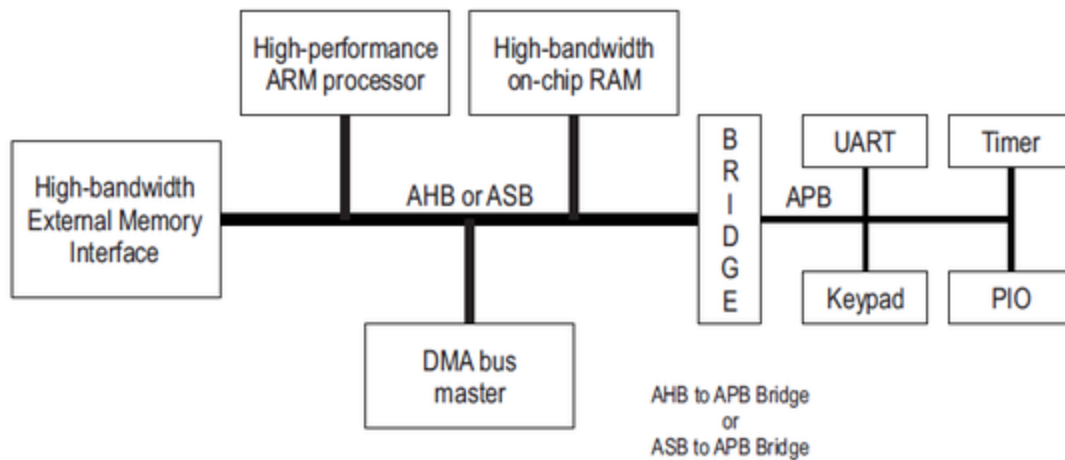 High-performance
ARM processor
High-bandwidth
on-chip RAM
High-bandwidth
External Memory
Interface
AHB or ASB
B
R
I
D
G
E
APB
UART
Timer
Keypad
PIO
DMA bus
master
AHB to APB Bridge
or
ASB to APB Bridge